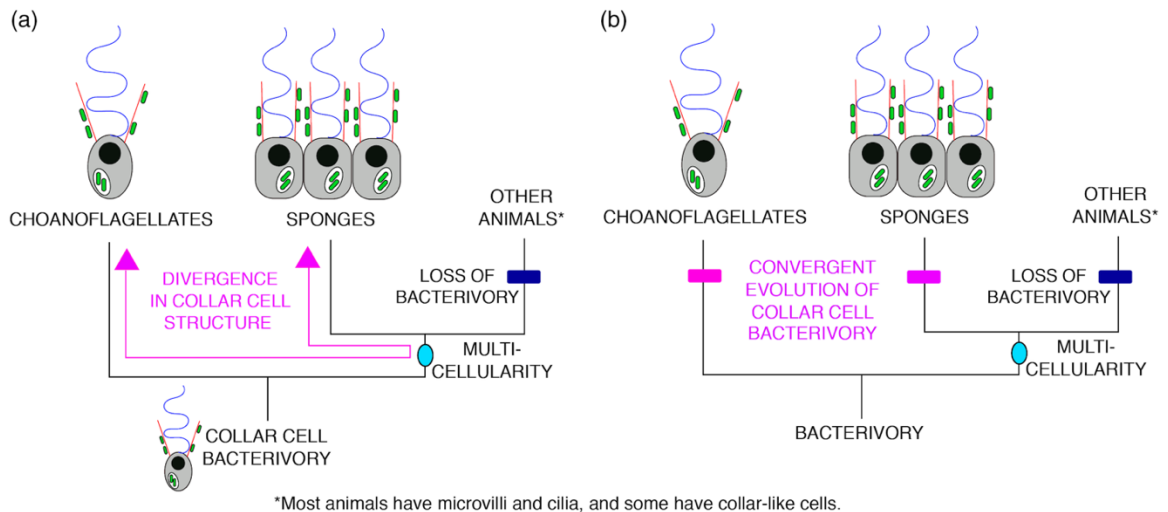 (a)
CHOANOFLAGELLATES
SPONGES
OTHER
ANIMALS*
DIVERGENCE
IN COLLAR CELL
STRUCTURE
LOSS OF
BACTERIVORY
MULTI-
CELLULARITY
COLLAR CELL
BACTERIVORY
(b)
CHOANOFLAGELLATES
SPONGES
OTHER
ANIMALS*
CONVERGENT
EVOLUTION OF
COLLAR CELL
BACTERIVORY
LOSS OF
BACTERIVORY
MULTI-
CELLULARITY
BACTERIVORY
*Most animals have microvilli and cilia, and some have collar-like cells.